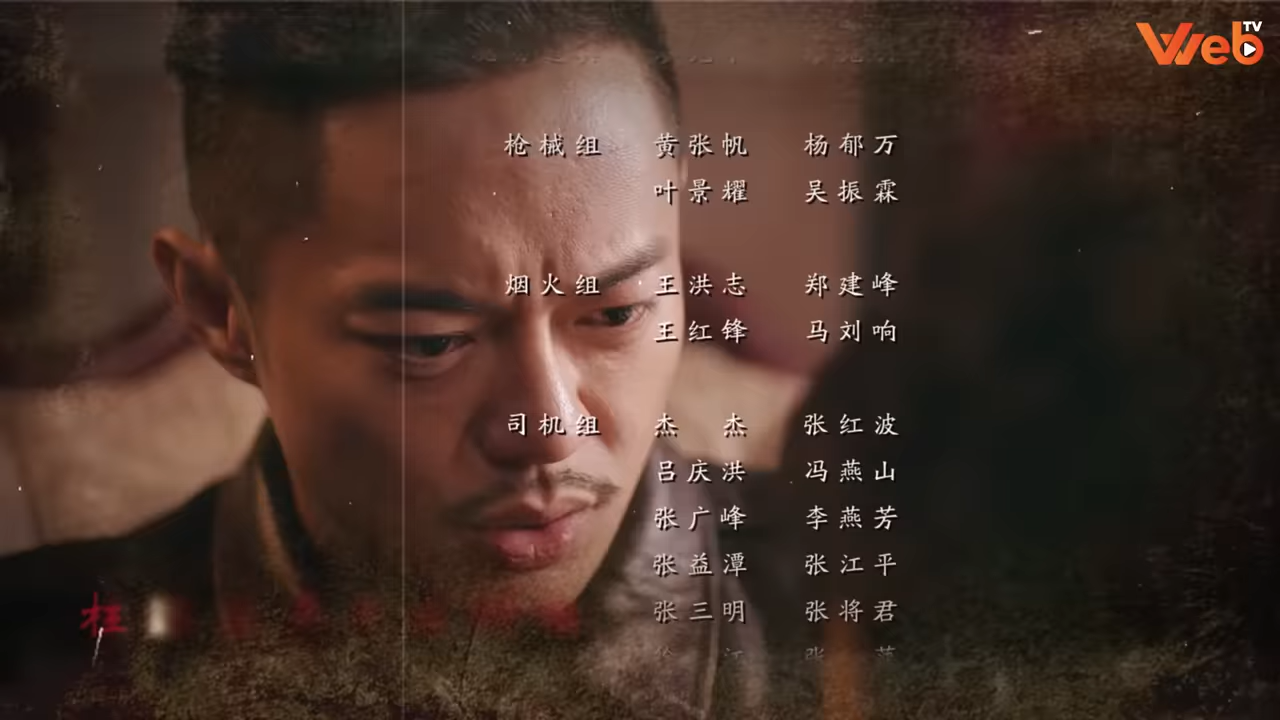 WebTV
枪械组 黄张帆 杨郁万
叶景耀 吴振霖
烟火组 王洪志 郑建峰
王红锋 马刘响
司机组 杰杰 张红波
吕庆洪 冯燕山
张广峰 李燕芳
张益潭 张江平
张三明 张将君
枉